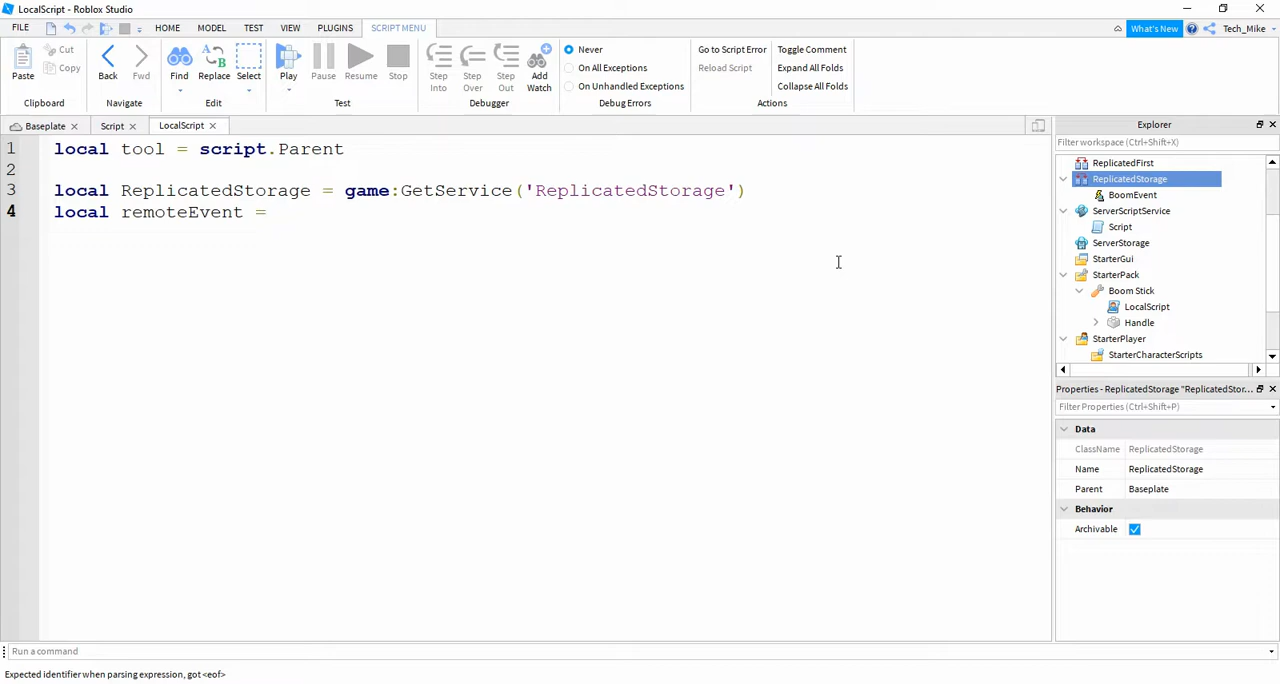 LocalScript - Roblox Studio
FILE HOME MODEL TEST VIEW PLUGINS SCRIPT MENU What's New Tech_Mike
Paste Cut Copy Back Fwd Find Replace Select Play Pause Resume Stop Step Into Step Over Step Out Add Watch Never On All Exceptions On Unhandled Exceptions Go to Script Error Reload Script Toggle Comment Expand All Folds Collapse All Folds
Clipboard Navigate Edit Test Debugger Debug Errors Actions
Baseplate Script LocalScript
1 local tool = script.Parent
2
3 local ReplicatedStorage = game:GetService('ReplicatedStorage')
4 local remoteEvent =
Explorer
Filter workspace (Ctrl+Shift+X)
ReplicatedFirst
ReplicatedStorage
BoomEvent
ServerScriptService
Script
ServerStorage
StarterGui
StarterPack
Boom Stick
LocalScript
Handle
StarterPlayer
StarterCharacterScripts
Properties - ReplicatedStorage "ReplicatedStor...
Filter Properties (Ctrl+Shift+P)
Data
ClassName ReplicatedStorage
Name ReplicatedStorage
Parent Baseplate
Behavior
Archivable
Run a command
Expected identifier when parsing expression, got <eof>